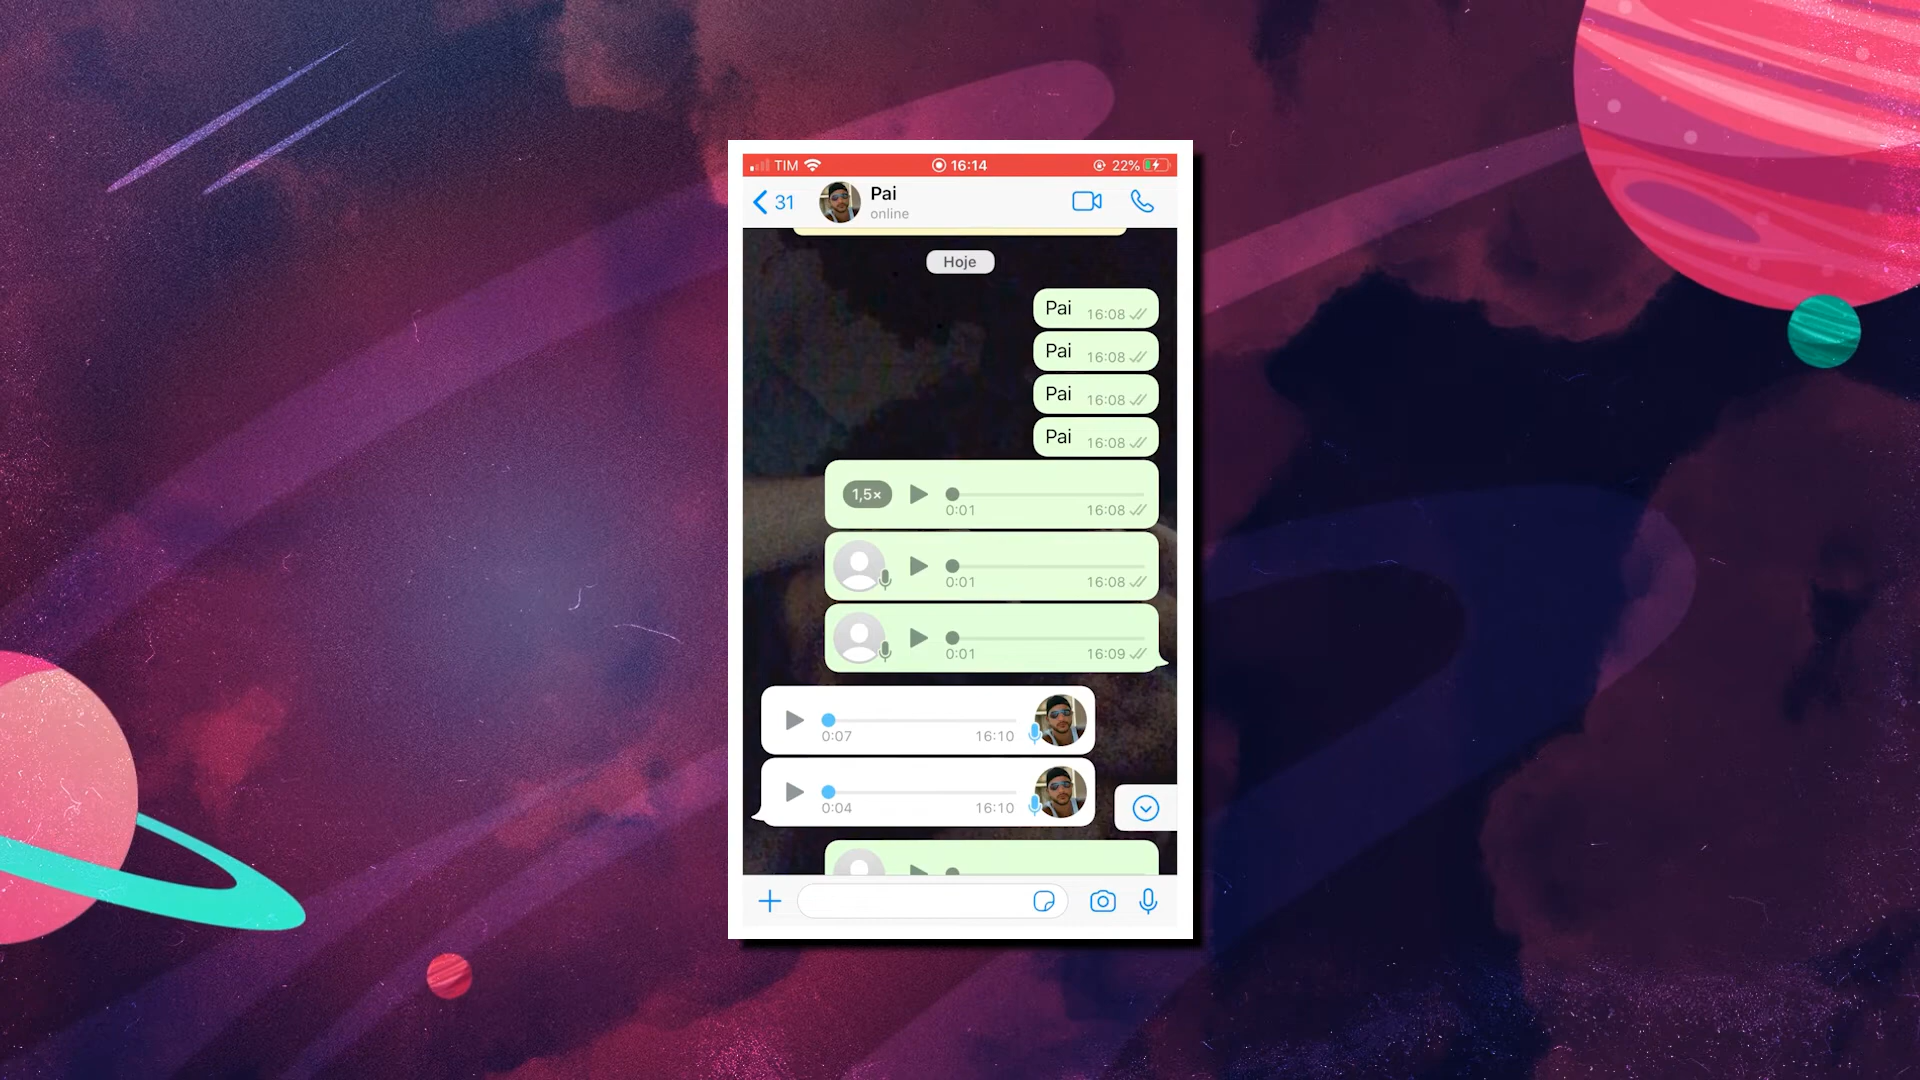 TIM 16:14 22%
31 Pai
online
Hoje
Pai 16:08
Pai 16:08
Pai 16:08
Pai 16:08
1,5×
0:01 16:08
0:01 16:08
0:01 16:09
0:07 16:10
0:04 16:10